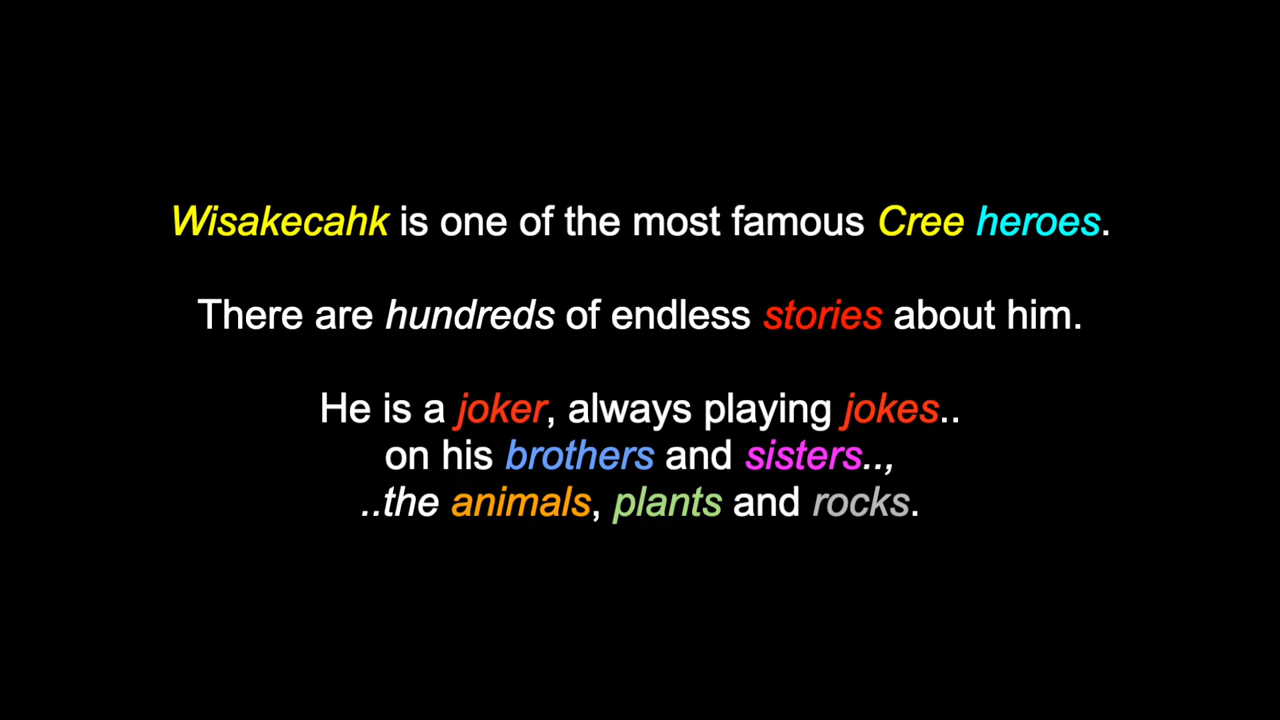 Wisakecahk is one of the most famous Cree heroes.
There are hundreds of endless stories about him.
He is a joker, always playing jokes..
on his brothers and sisters..,
..the animals, plants and rocks.